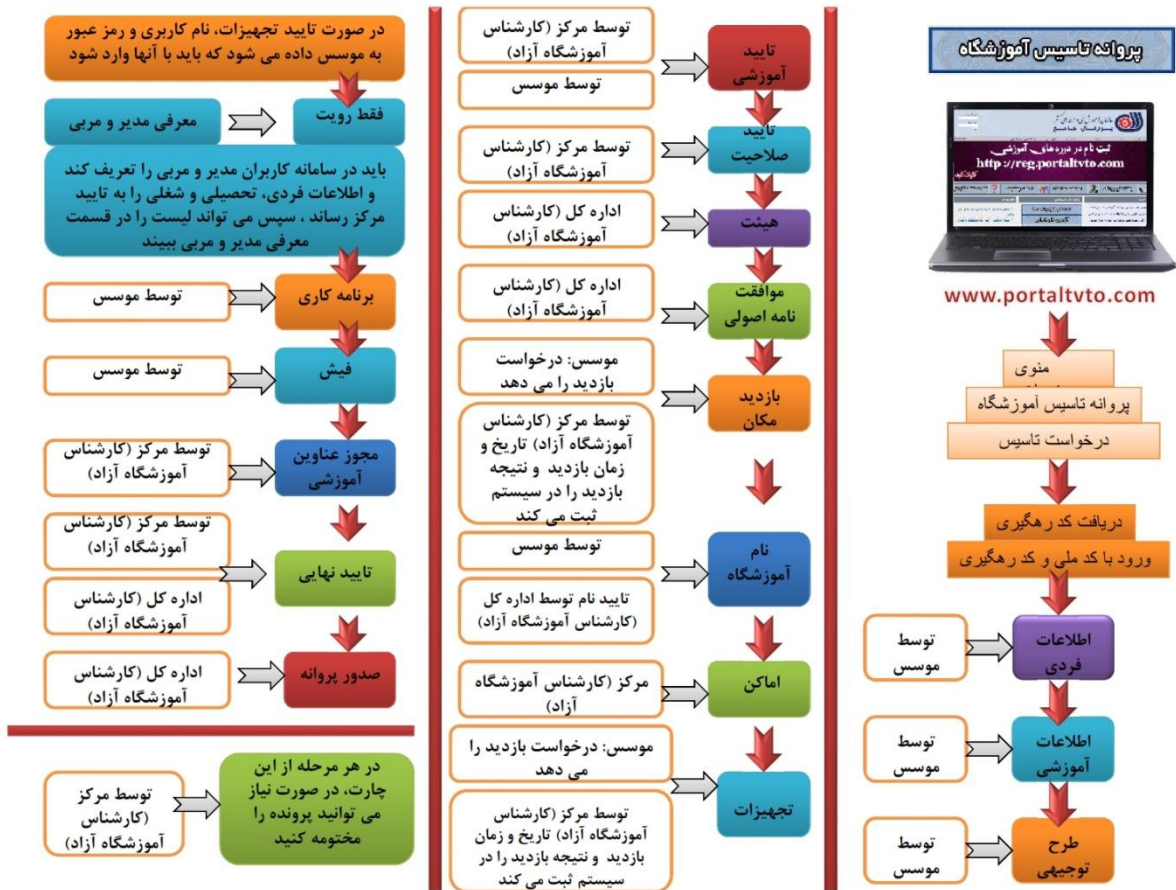 پروانه تاسیس آموزشگاه
پورتال جامع
ثبت نام در دوره های آموزشی
http://reg.portaltvto.com
www.portaltvto.com
منوی
پروانه تاسیس آموزشگاه
درخواست تاسیس
دریافت کد رهگیری
ورود با کد ملی و کد رهگیری
اطلاعات
فردی
توسط
موسس
اطلاعات
آموزشی
توسط
موسس
طرح
توجیهی
توسط
موسس
تایید
آموزشی
توسط مرکز (کارشناس
آموزشگاه آزاد)
توسط موسس
تایید
صلاحیت
توسط مرکز (کارشناس
آموزشگاه آزاد)
هیئت
اداره کل (کارشناس
آموزشگاه آزاد)
موافقت
نامه اصولی
اداره کل (کارشناس
آموزشگاه آزاد)
بازدید
مکان
موسس: درخواست
بازدید را می دهد
توسط مرکز (کارشناس
آموزشگاه آزاد) تاریخ و
زمان بازدید و نتیجه
بازدید را در سیستم
ثبت می کند
نام
آموزشگاه
توسط موسس
تایید نام توسط اداره کل
(کارشناس آموزشگاه آزاد)
اماکن
مرکز (کارشناس آموزشگاه
آزاد)
تجهیزات
موسس: درخواست بازدید را
می دهد
توسط مرکز (کارشناس
آموزشگاه آزاد) تاریخ و زمان
بازدید و نتیجه بازدید را در
سیستم ثبت می کند
در صورت تایید تجهیزات، نام کاربری و رمز عبور
به موسس داده می شود که باید با آنها وارد شود
فقط رویت
معرفی مدیر و مربی
باید در سامانه کاربران مدیر و مربی را تعریف کند
و اطلاعات فردی، تحصیلی و شغلی را به تایید
مرکز رساند ، سپس می تواند لیست را در قسمت
معرفی مدیر و مربی ببیند
برنامه کاری
توسط موسس
فیش
توسط موسس
مجوز عناوین
آموزشی
توسط مرکز (کارشناس
آموزشگاه آزاد)
تایید نهایی
توسط مرکز (کارشناس
آموزشگاه آزاد)
اداره کل (کارشناس
آموزشگاه آزاد)
صدور پروانه
اداره کل (کارشناس
آموزشگاه آزاد)
در هر مرحله از این
چارت، در صورت نیاز
می توانید پرونده را
مختومه کنید
توسط مرکز
(کارشناس
آموزشگاه آزاد)